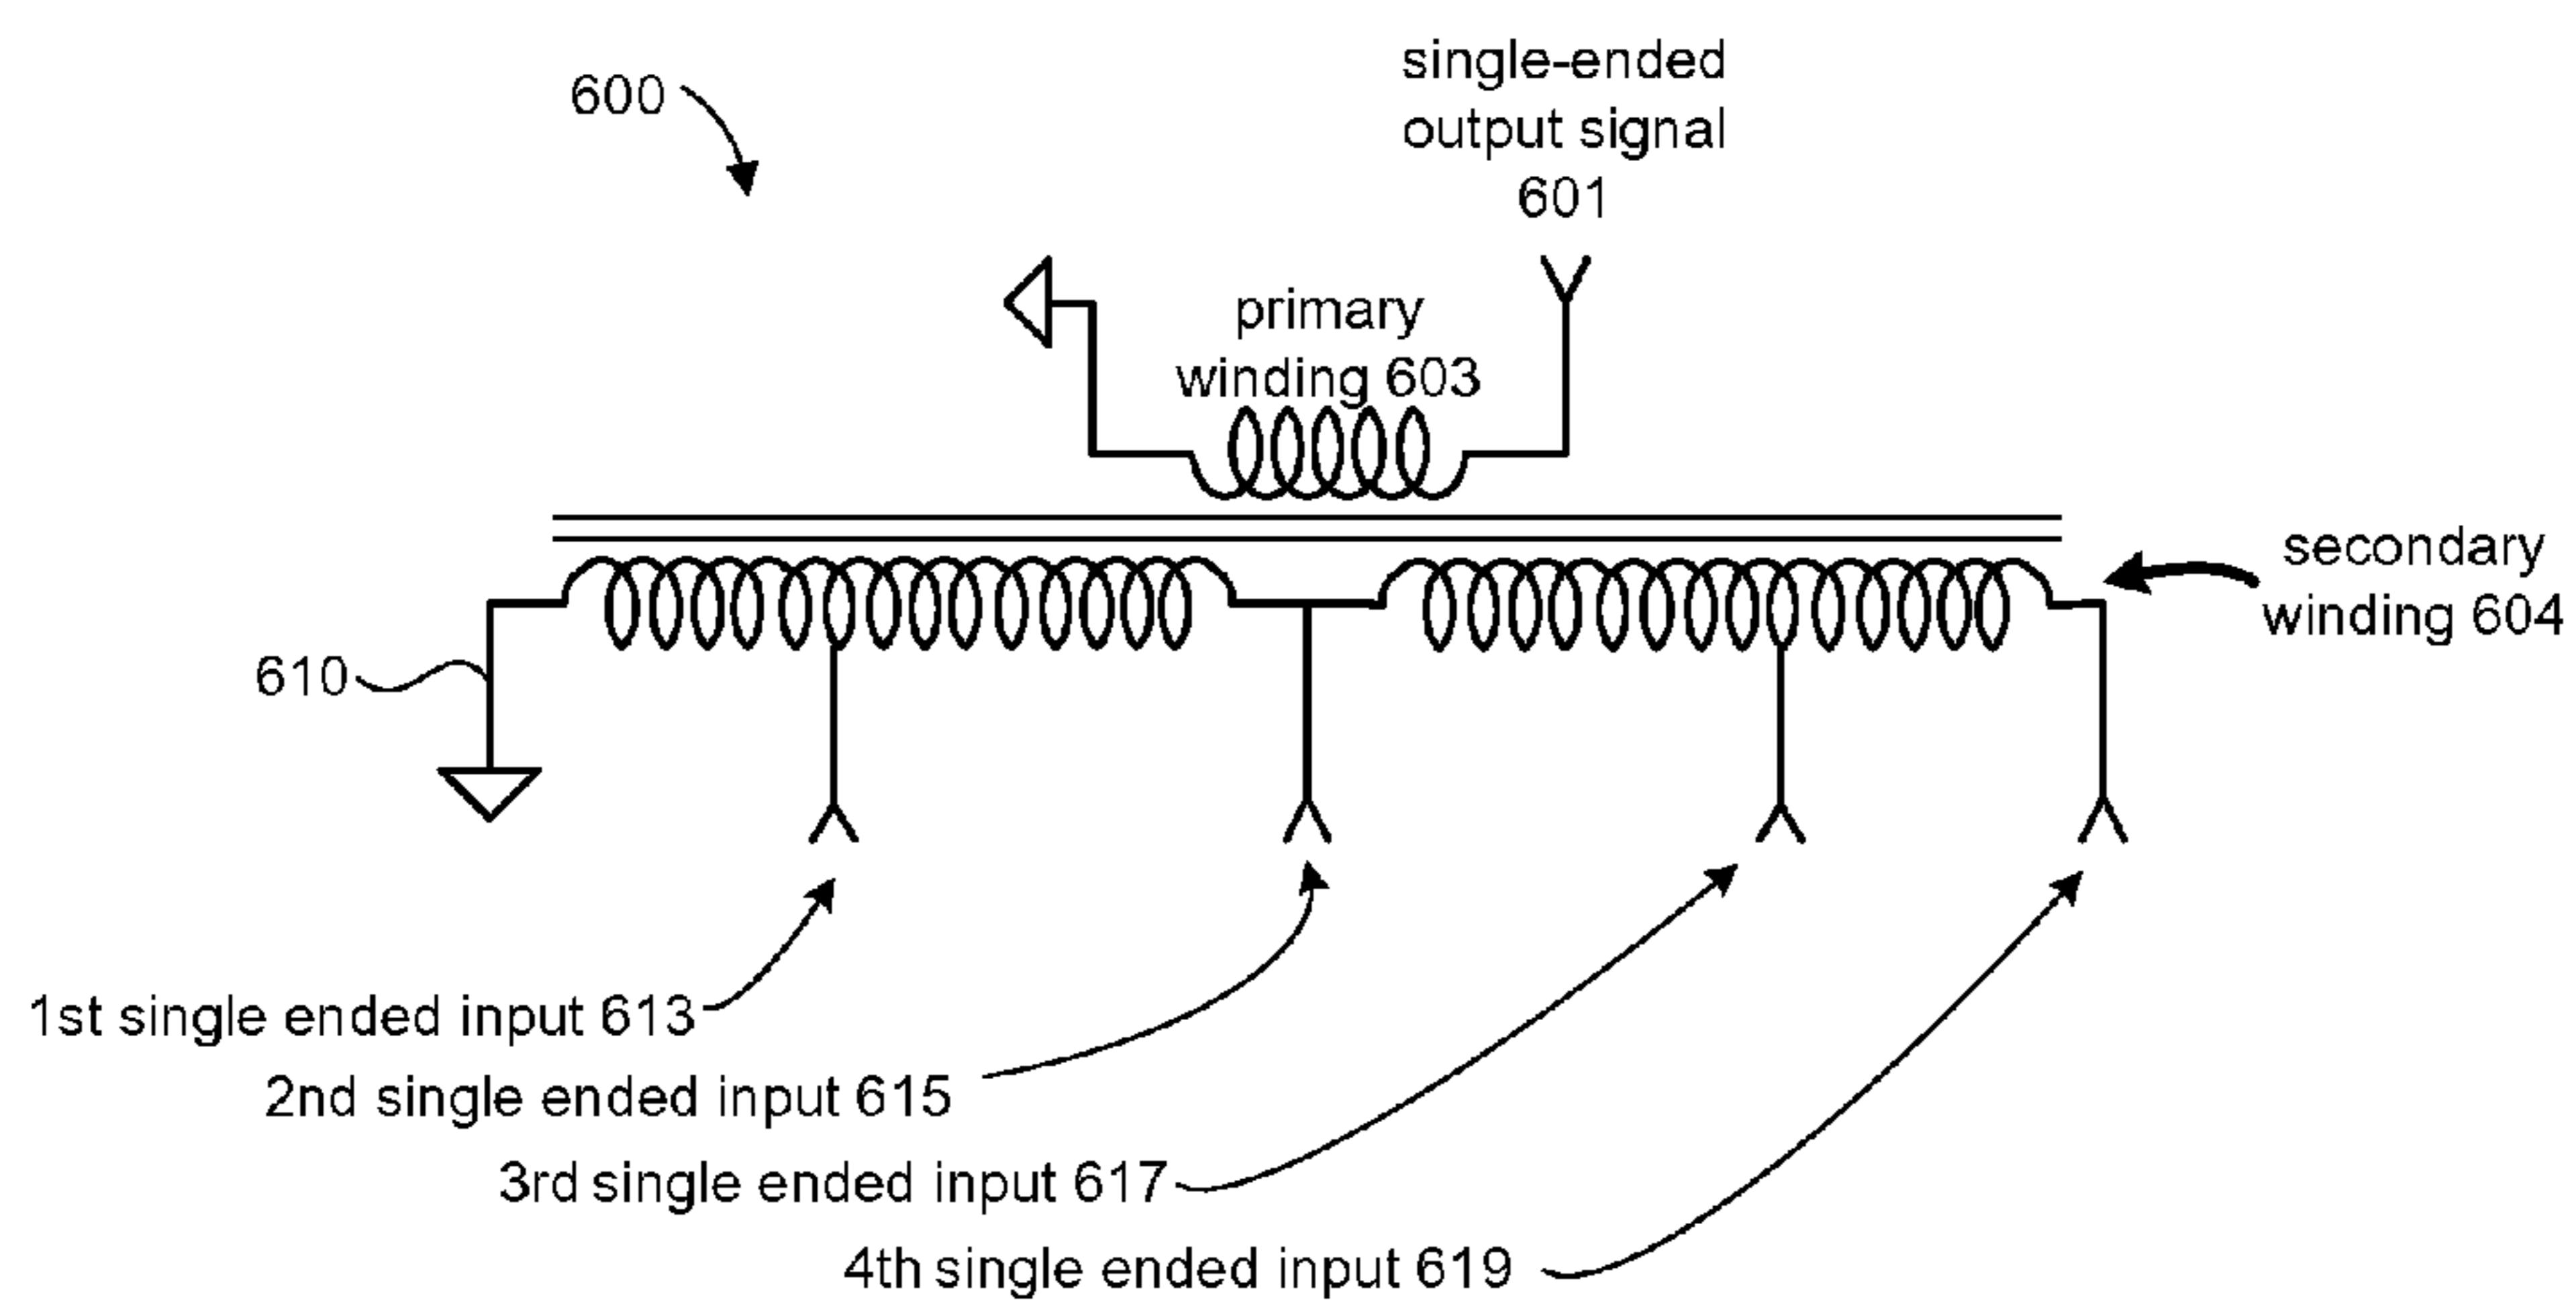 600
single-ended
output signal
601
primary
winding 603
secondary
winding 604
610
1st single ended input 613
2nd single ended input 615
3rd single ended input 617
4th single ended input 619